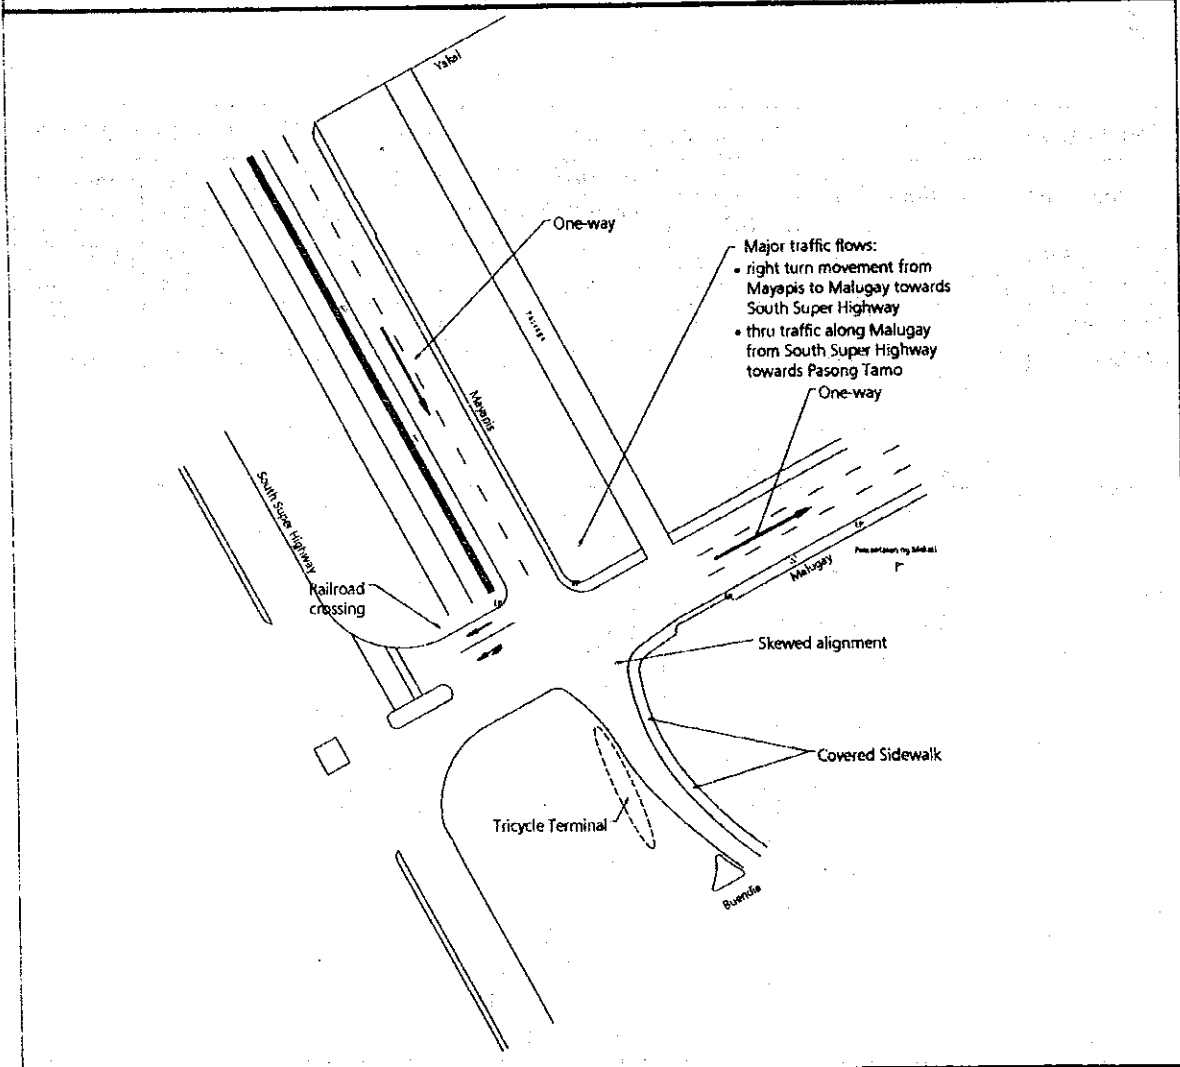 Yakal
One-way
Major traffic flows:
• right turn movement from
Mayapis to Malugay towards
South Super Highway
• thru traffic along Malugay
from South Super Highway
towards Pasong Tamo
One-way
Mayapis
South Super Highway
Railroad
crossing
Malugay
Skewed alignment
Covered Sidewalk
Tricycle Terminal
Buendia